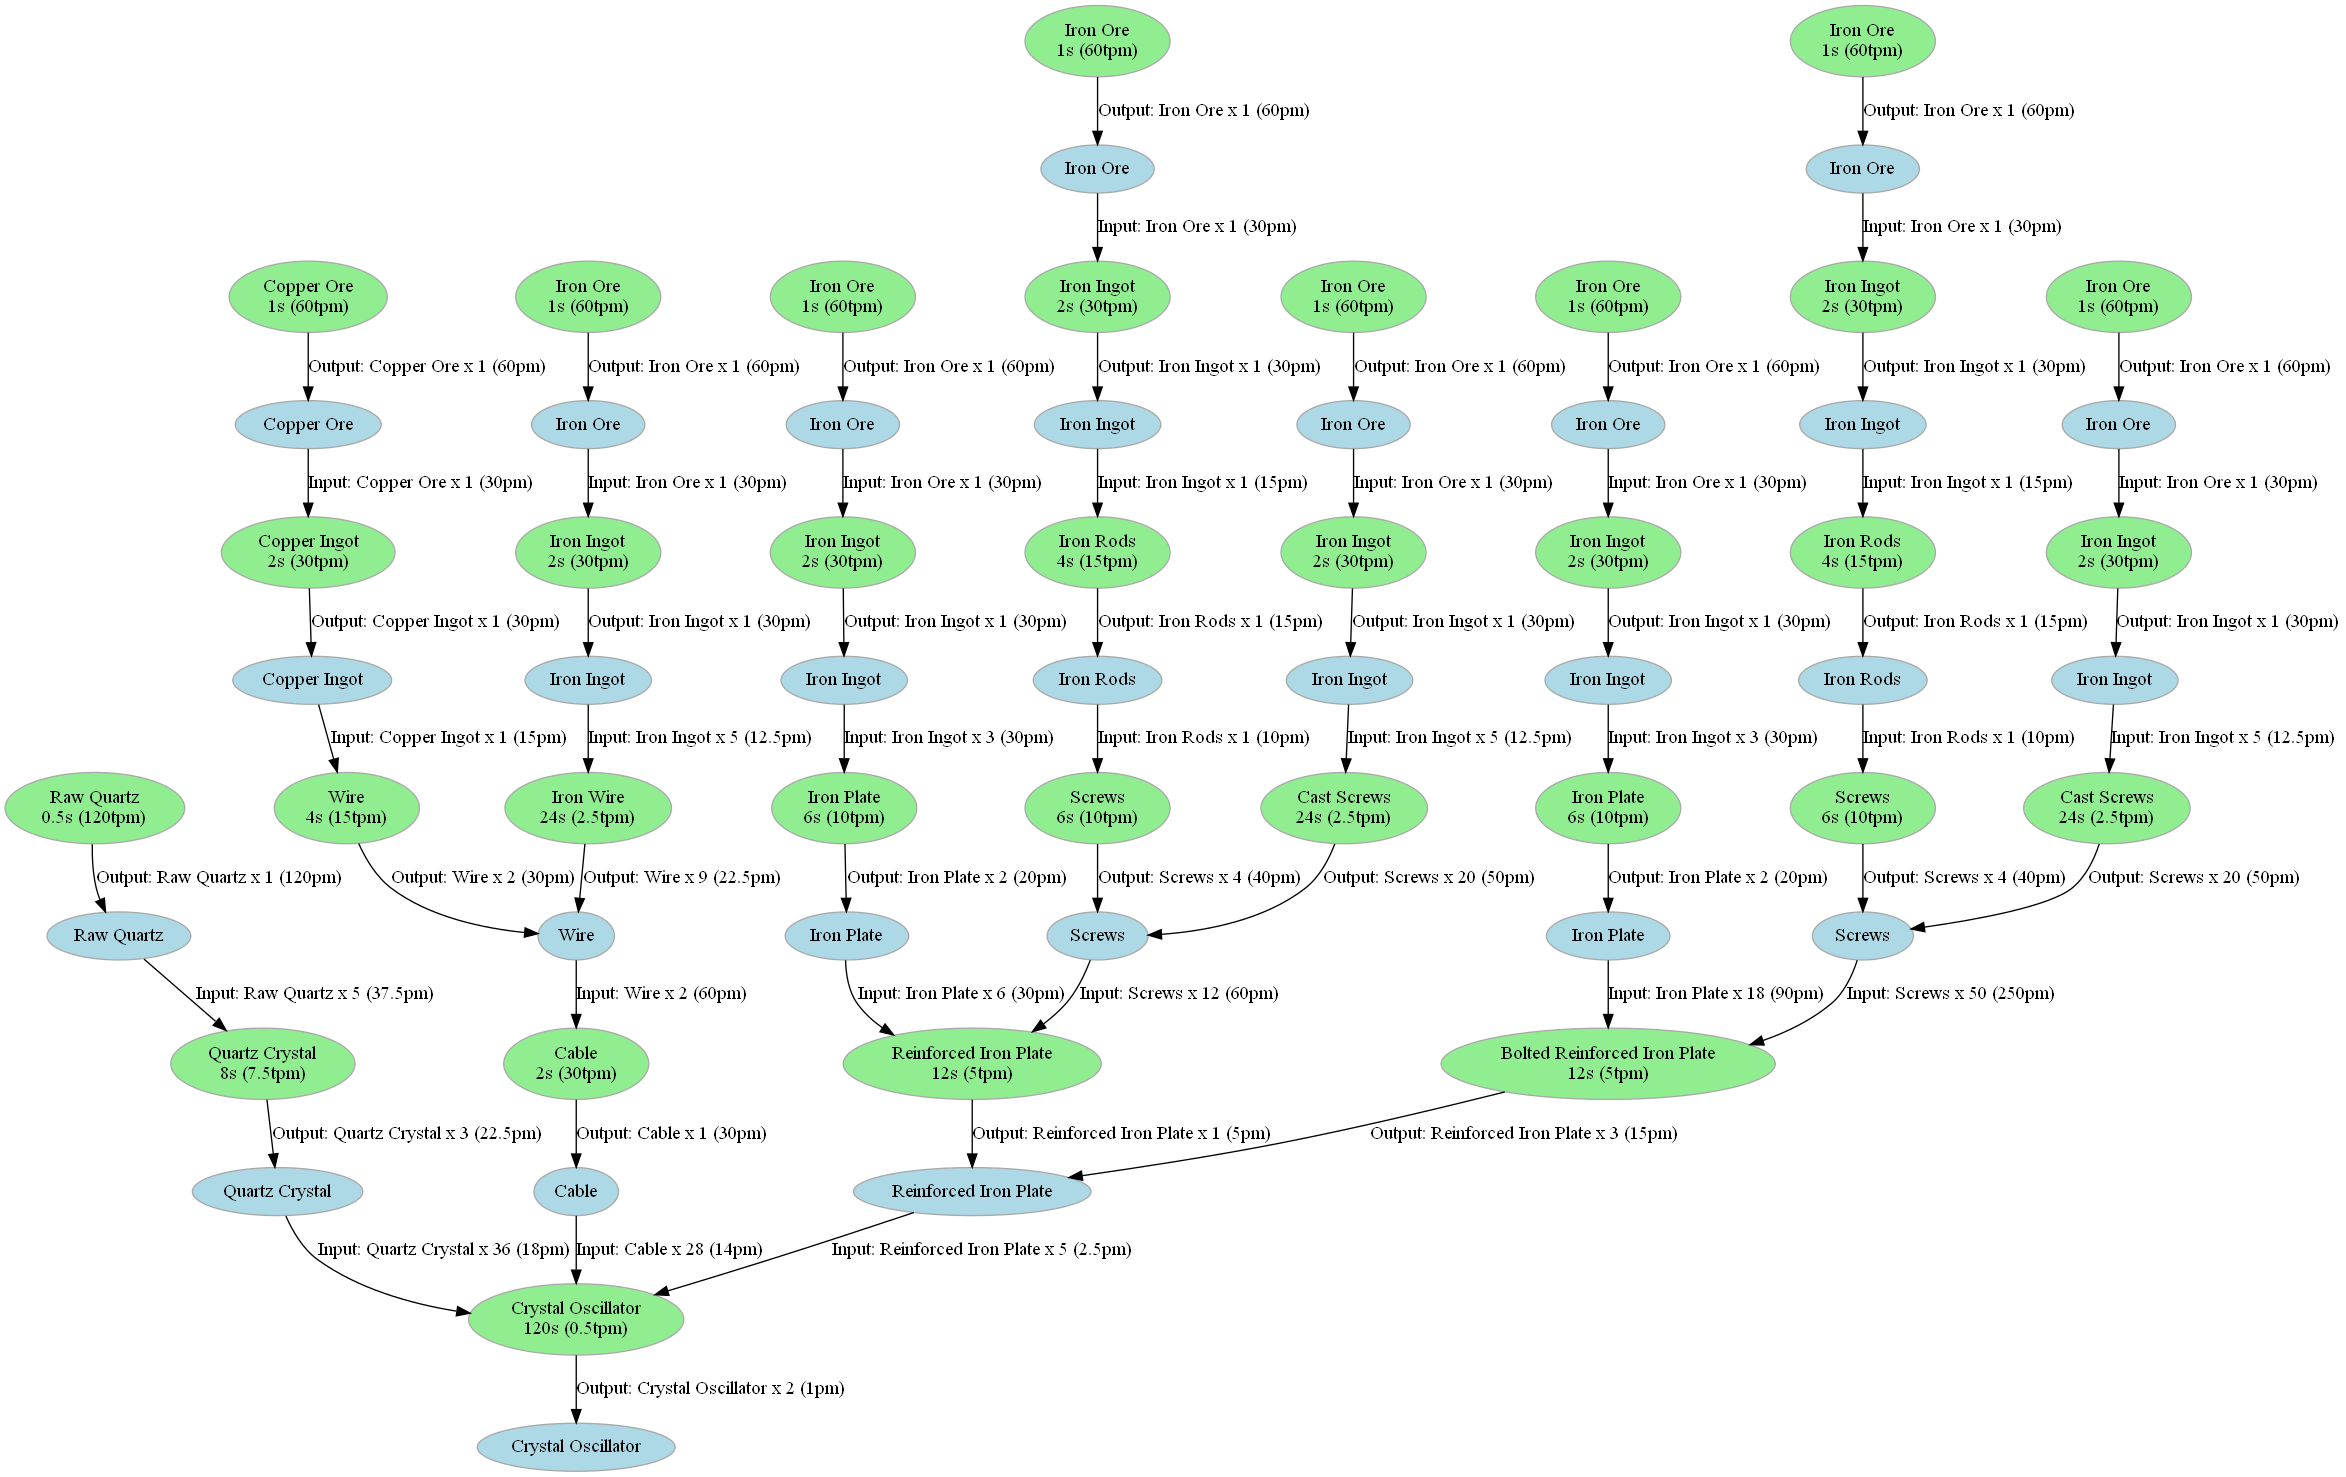 Iron Ore
1s (60tpm)
Iron Ore
1s (60tpm)
Output: Iron Ore x 1 (60pm)
Output: Iron Ore x 1 (60pm)
Iron Ore
Iron Ore
Input: Iron Ore x 1 (30pm)
Input: Iron Ore x 1 (30pm)
Copper Ore
1s (60tpm)
Iron Ore
1s (60tpm)
Iron Ore
1s (60tpm)
Iron Ingot
2s (30tpm)
Iron Ore
1s (60tpm)
Iron Ore
1s (60tpm)
Iron Ingot
2s (30tpm)
Iron Ore
1s (60tpm)
Output: Copper Ore x 1 (60pm)
Output: Iron Ore x 1 (60pm)
Output: Iron Ore x 1 (60pm)
Output: Iron Ingot x 1 (30pm)
Output: Iron Ore x 1 (60pm)
Output: Iron Ore x 1 (60pm)
Output: Iron Ingot x 1 (30pm)
Output: Iron Ore x 1 (60pm)
Copper Ore
Iron Ore
Iron Ore
Iron Ingot
Iron Ore
Iron Ore
Iron Ingot
Iron Ore
Input: Copper Ore x 1 (30pm)
Input: Iron Ore x 1 (30pm)
Input: Iron Ore x 1 (30pm)
Input: Iron Ingot x 1 (15pm)
Input: Iron Ore x 1 (30pm)
Input: Iron Ore x 1 (30pm)
Input: Iron Ingot x 1 (15pm)
Input: Iron Ore x 1 (30pm)
Copper Ingot
2s (30tpm)
Iron Ingot
2s (30tpm)
Iron Ingot
2s (30tpm)
Iron Rods
4s (15tpm)
Iron Ingot
2s (30tpm)
Iron Ingot
2s (30tpm)
Iron Rods
4s (15tpm)
Iron Ingot
2s (30tpm)
Output: Copper Ingot x 1 (30pm)
Output: Iron Ingot x 1 (30pm)
Output: Iron Ingot x 1 (30pm)
Output: Iron Rods x 1 (15pm)
Output: Iron Ingot x 1 (30pm)
Output: Iron Ingot x 1 (30pm)
Output: Iron Rods x 1 (15pm)
Output: Iron Ingot x 1 (30pm)
Copper Ingot
Iron Ingot
Iron Ingot
Iron Rods
Iron Ingot
Iron Ingot
Iron Rods
Iron Ingot
Input: Copper Ingot x 1 (15pm)
Input: Iron Ingot x 5 (12.5pm)
Input: Iron Ingot x 3 (30pm)
Input: Iron Rods x 1 (10pm)
Input: Iron Ingot x 5 (12.5pm)
Input: Iron Ingot x 3 (30pm)
Input: Iron Rods x 1 (10pm)
Input: Iron Ingot x 5 (12.5pm)
Raw Quartz
0.5s (120tpm)
Wire
4s (15tpm)
Iron Wire
24s (2.5tpm)
Iron Plate
6s (10tpm)
Screws
6s (10tpm)
Cast Screws
24s (2.5tpm)
Iron Plate
6s (10tpm)
Screws
6s (10tpm)
Cast Screws
24s (2.5tpm)
Output: Raw Quartz x 1 (120pm)
Output: Wire x 2 (30pm)
Output: Wire x 9 (22.5pm)
Output: Iron Plate x 2 (20pm)
Output: Screws x 4 (40pm)
Output: Screws x 20 (50pm)
Output: Iron Plate x 2 (20pm)
Output: Screws x 4 (40pm)
Output: Screws x 20 (50pm)
Raw Quartz
Wire
Iron Plate
Screws
Iron Plate
Screws
Input: Raw Quartz x 5 (37.5pm)
Input: Wire x 2 (60pm)
Input: Iron Plate x 6 (30pm)
Input: Screws x 12 (60pm)
Input: Iron Plate x 18 (90pm)
Input: Screws x 50 (250pm)
Quartz Crystal
8s (7.5tpm)
Cable
2s (30tpm)
Reinforced Iron Plate
12s (5tpm)
Bolted Reinforced Iron Plate
12s (5tpm)
Output: Quartz Crystal x 3 (22.5pm)
Output: Cable x 1 (30pm)
Output: Reinforced Iron Plate x 1 (5pm)
Output: Reinforced Iron Plate x 3 (15pm)
Quartz Crystal
Cable
Reinforced Iron Plate
Input: Quartz Crystal x 36 (18pm)
Input: Cable x 28 (14pm)
Input: Reinforced Iron Plate x 5 (2.5pm)
Crystal Oscillator
120s (0.5tpm)
Output: Crystal Oscillator x 2 (1pm)
Crystal Oscillator